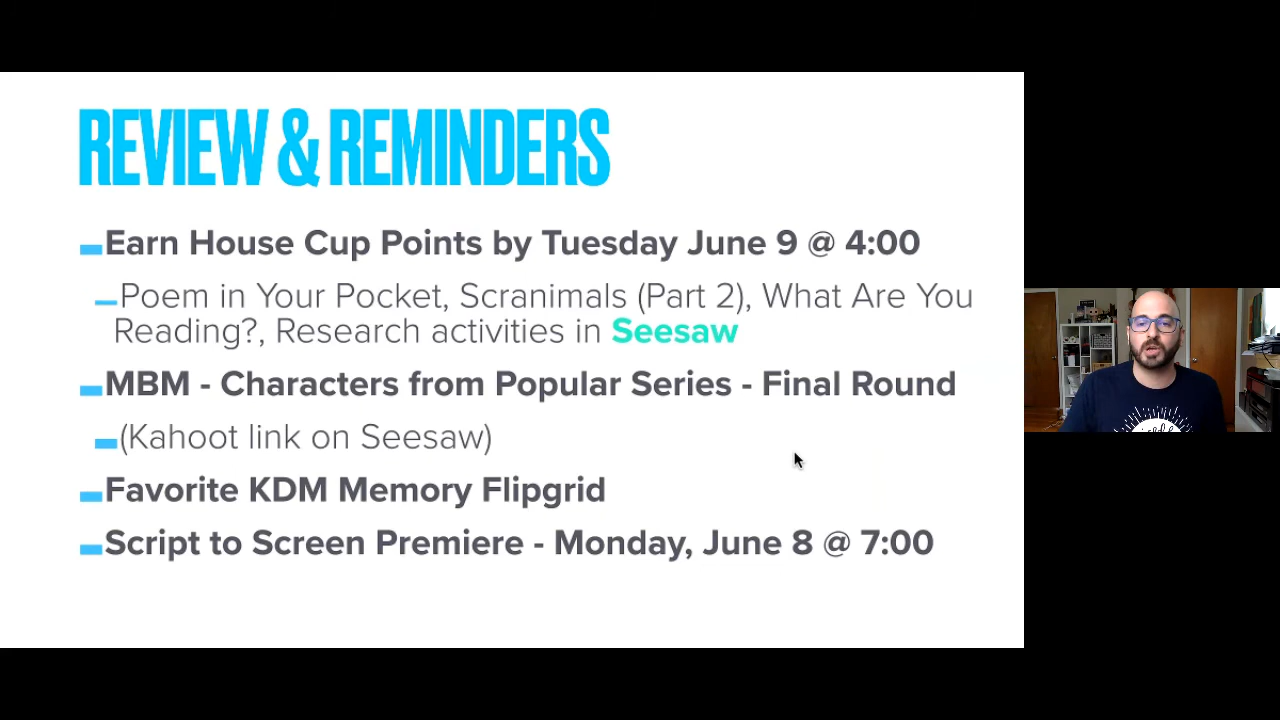 REVIEW & REMINDERS
Earn House Cup Points by Tuesday June 9 @ 4:00
Poem in Your Pocket, Scranimals (Part 2), What Are You
Reading?, Research activities in Seesaw
MBM - Characters from Popular Series - Final Round
(Kahoot link on Seesaw)
Favorite KDM Memory Flipgrid
Script to Screen Premiere - Monday, June 8 @ 7:00